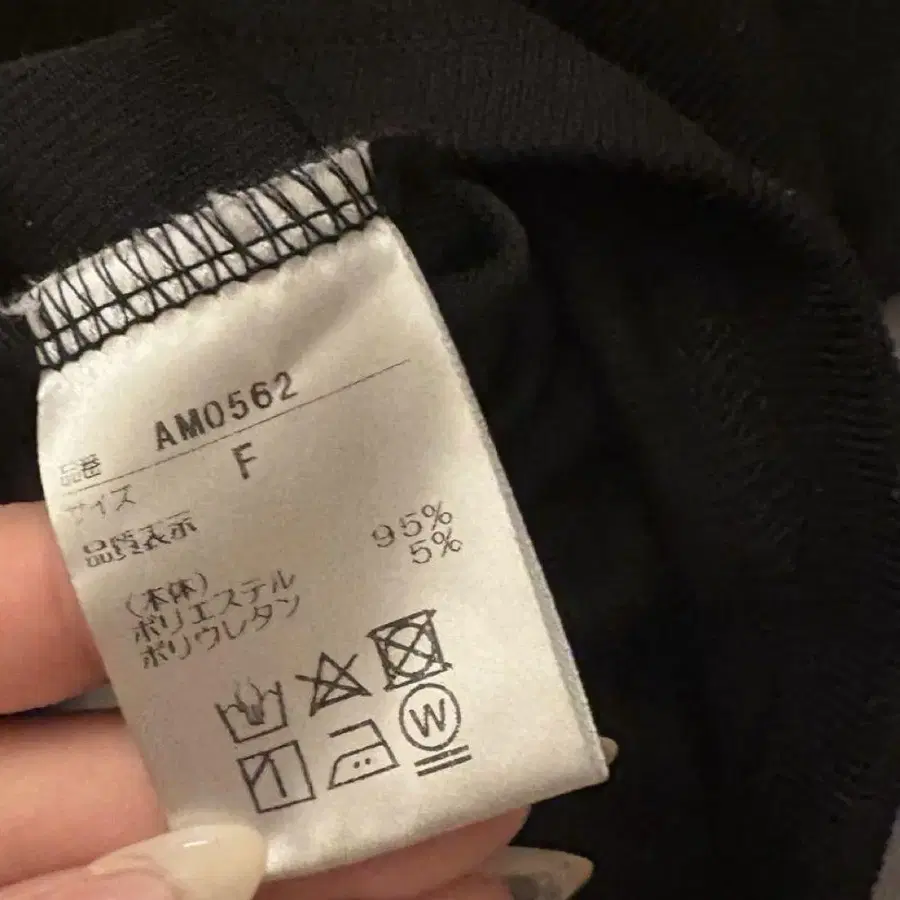 品番 AM0562
サイズ F
品質表示
(本体)
ポリエステル 95%
ポリウレタン 5%
W